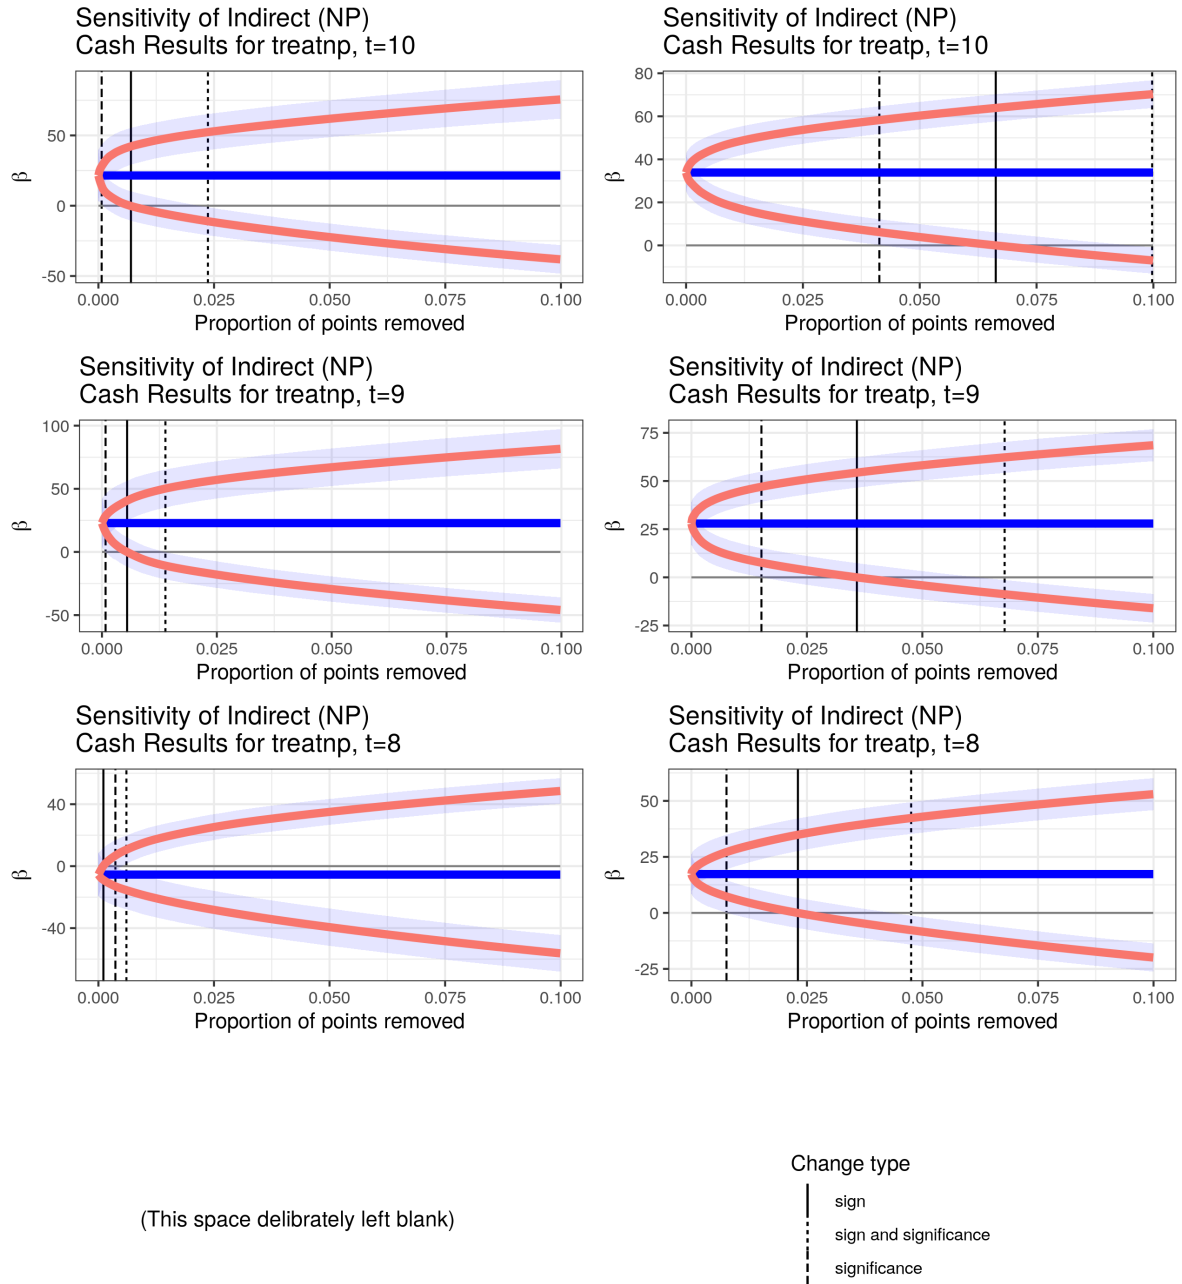 Sensitivity of Indirect (NP)
Cash Results for treatnp, t=10
β
50
0
-50
0.000 0.025 0.050 0.075 0.100
Proportion of points removed
Sensitivity of Indirect (NP)
Cash Results for treatp, t=10
β
80
60
40
20
0
0.000 0.025 0.050 0.075 0.100
Proportion of points removed
Sensitivity of Indirect (NP)
Cash Results for treatnp, t=9
β
100
50
0
-50
0.000 0.025 0.050 0.075 0.100
Proportion of points removed
Sensitivity of Indirect (NP)
Cash Results for treatp, t=9
β
75
50
25
0
-25
0.000 0.025 0.050 0.075 0.100
Proportion of points removed
Sensitivity of Indirect (NP)
Cash Results for treatnp, t=8
β
40
0
-40
0.000 0.025 0.050 0.075 0.100
Proportion of points removed
Sensitivity of Indirect (NP)
Cash Results for treatp, t=8
β
50
25
0
-25
0.000 0.025 0.050 0.075 0.100
Proportion of points removed
(This space delibrately left blank)
Change type
sign
sign and significance
significance